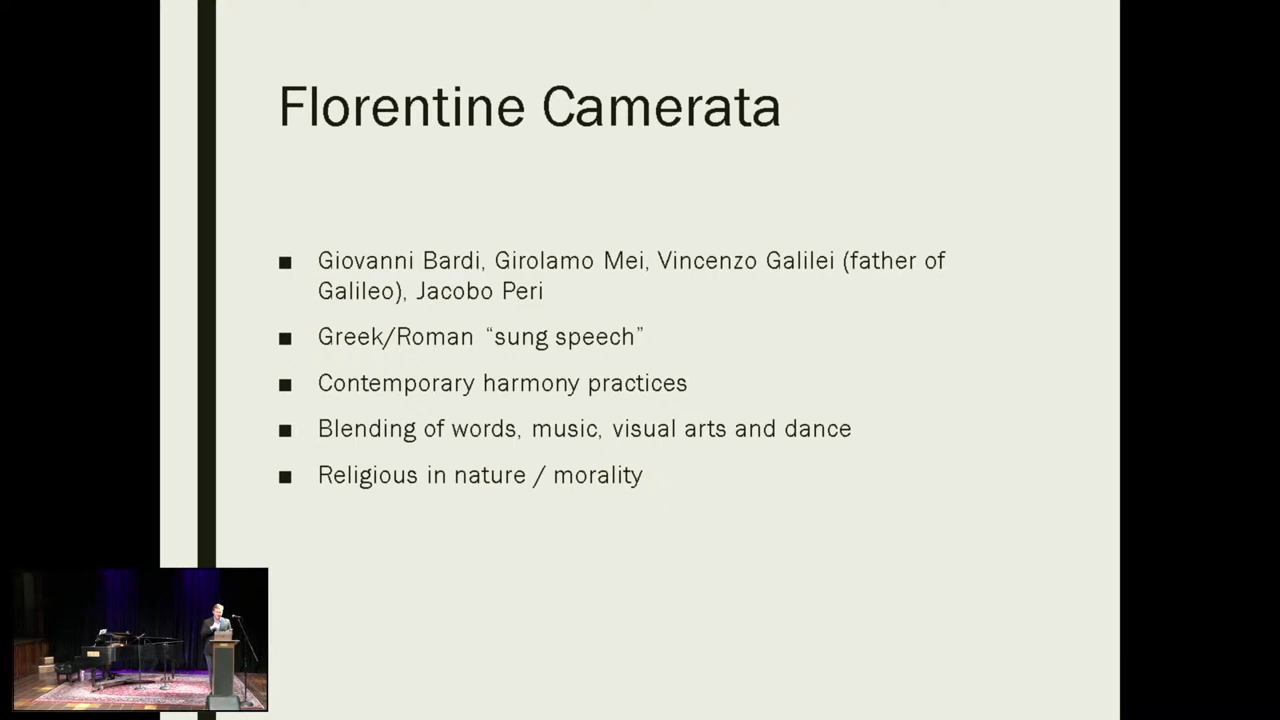 Florentine Camerata
■ Giovanni Bardi, Girolamo Mei, Vincenzo Galilei (father of
Galileo), Jacobo Peri
■ Greek/Roman “sung speech”
■ Contemporary harmony practices
■ Blending of words, music, visual arts and dance
■ Religious in nature / morality